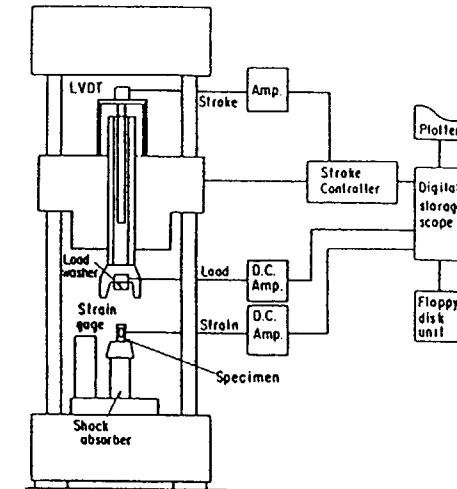 LVDT
Stroke
Amp.
Plotter
Stroke
Controller
Digital
storage
scope
Load
washer
Load
D.C.
Amp.
Strain
gage
Strain
D.C.
Amp.
Floppy
disk
unit
Specimen
Shock
absorber